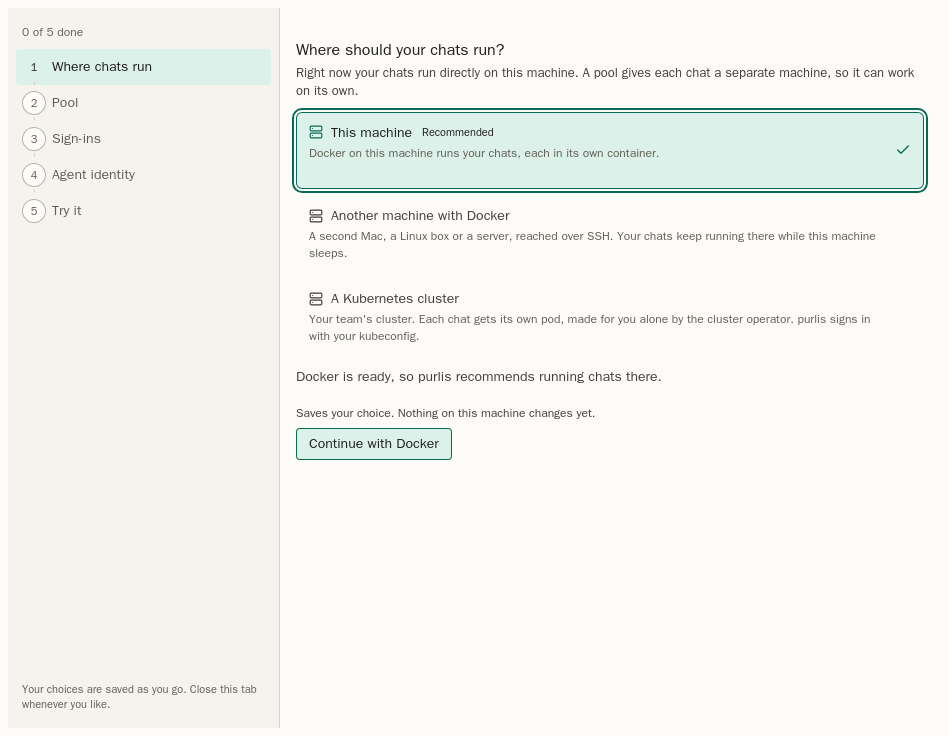 0 of 5 done
1 Where chats run
2 Pool
3 Sign-ins
4 Agent identity
5 Try it
Your choices are saved as you go. Close this tab
whenever you like.
Where should your chats run?
Right now your chats run directly on this machine. A pool gives each chat a separate machine, so it can work
on its own.
This machine Recommended
Docker on this machine runs your chats, each in its own container.
Another machine with Docker
A second Mac, a Linux box or a server, reached over SSH. Your chats keep running there while this machine
sleeps.
A Kubernetes cluster
Your team's cluster. Each chat gets its own pod, made for you alone by the cluster operator. purlis signs in
with your kubeconfig.
Docker is ready, so purlis recommends running chats there.
Saves your choice. Nothing on this machine changes yet.
Continue with Docker